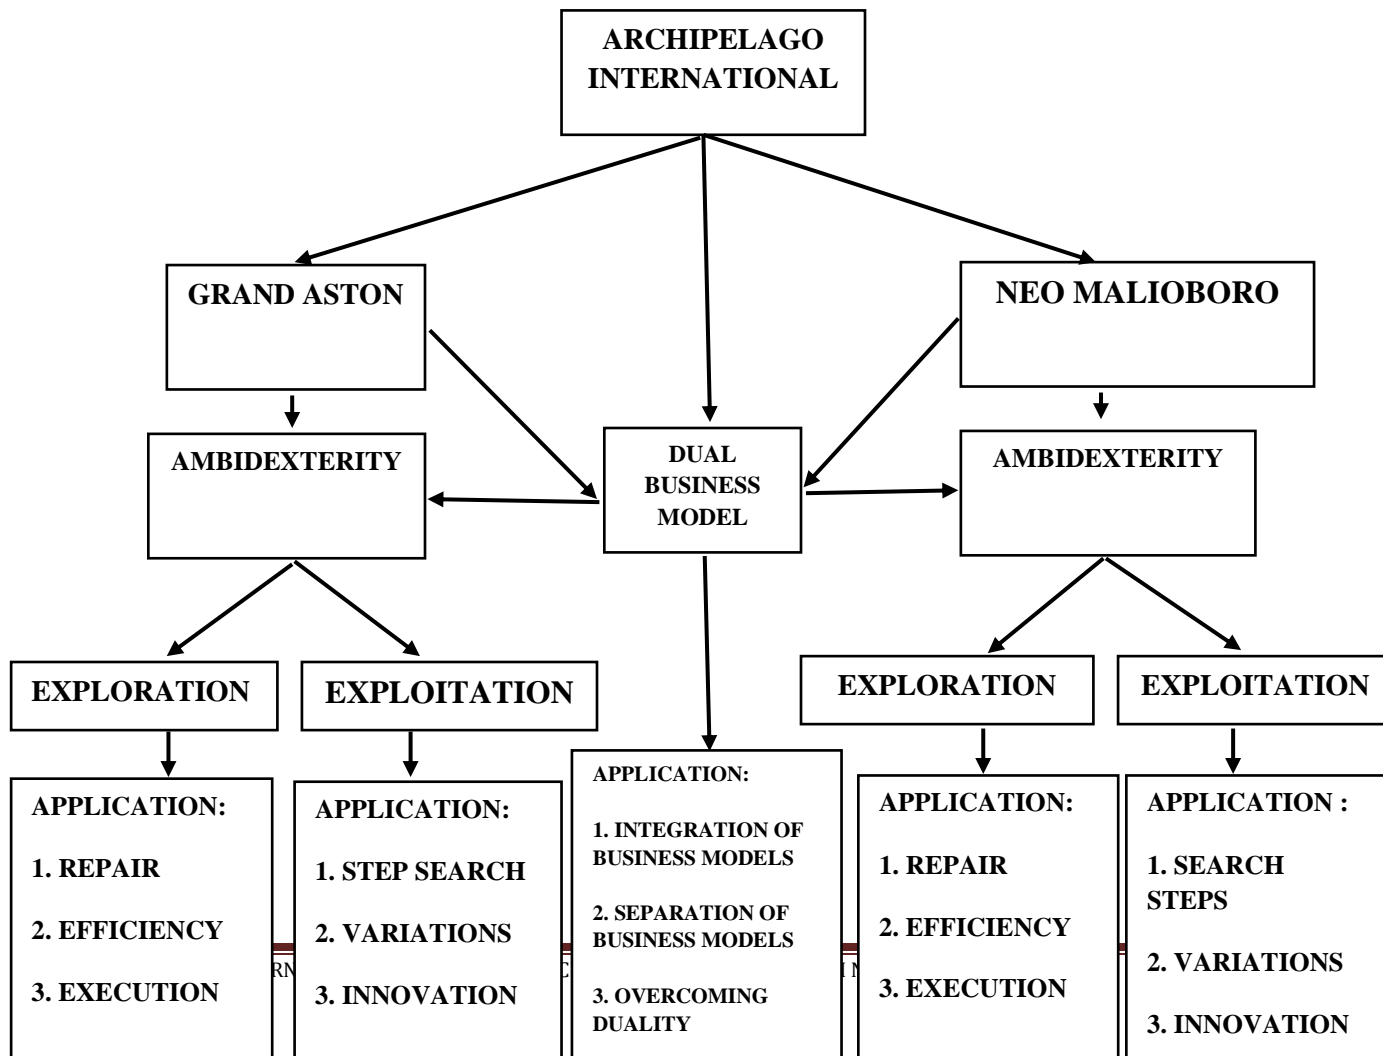 ARCHIPELAGO
INTERNATIONAL
GRAND ASTON
NEO MALIOBORO
AMBIDEXTERITY
DUAL
BUSINESS
MODEL
AMBIDEXTERITY
EXPLORATION
EXPLOITATION
EXPLORATION
EXPLOITATION
APPLICATION:
1. REPAIR
2. EFFICIENCY
3. EXECUTION
APPLICATION:
1. STEP SEARCH
2. VARIATIONS
3. INNOVATION
APPLICATION:
1. INTEGRATION OF
BUSINESS MODELS
2. SEPARATION OF
BUSINESS MODELS
3. OVERCOMING
DUALITY
APPLICATION:
1. REPAIR
2. EFFICIENCY
3. EXECUTION
APPLICATION :
1. SEARCH
STEPS
2. VARIATIONS
3. INNOVATION